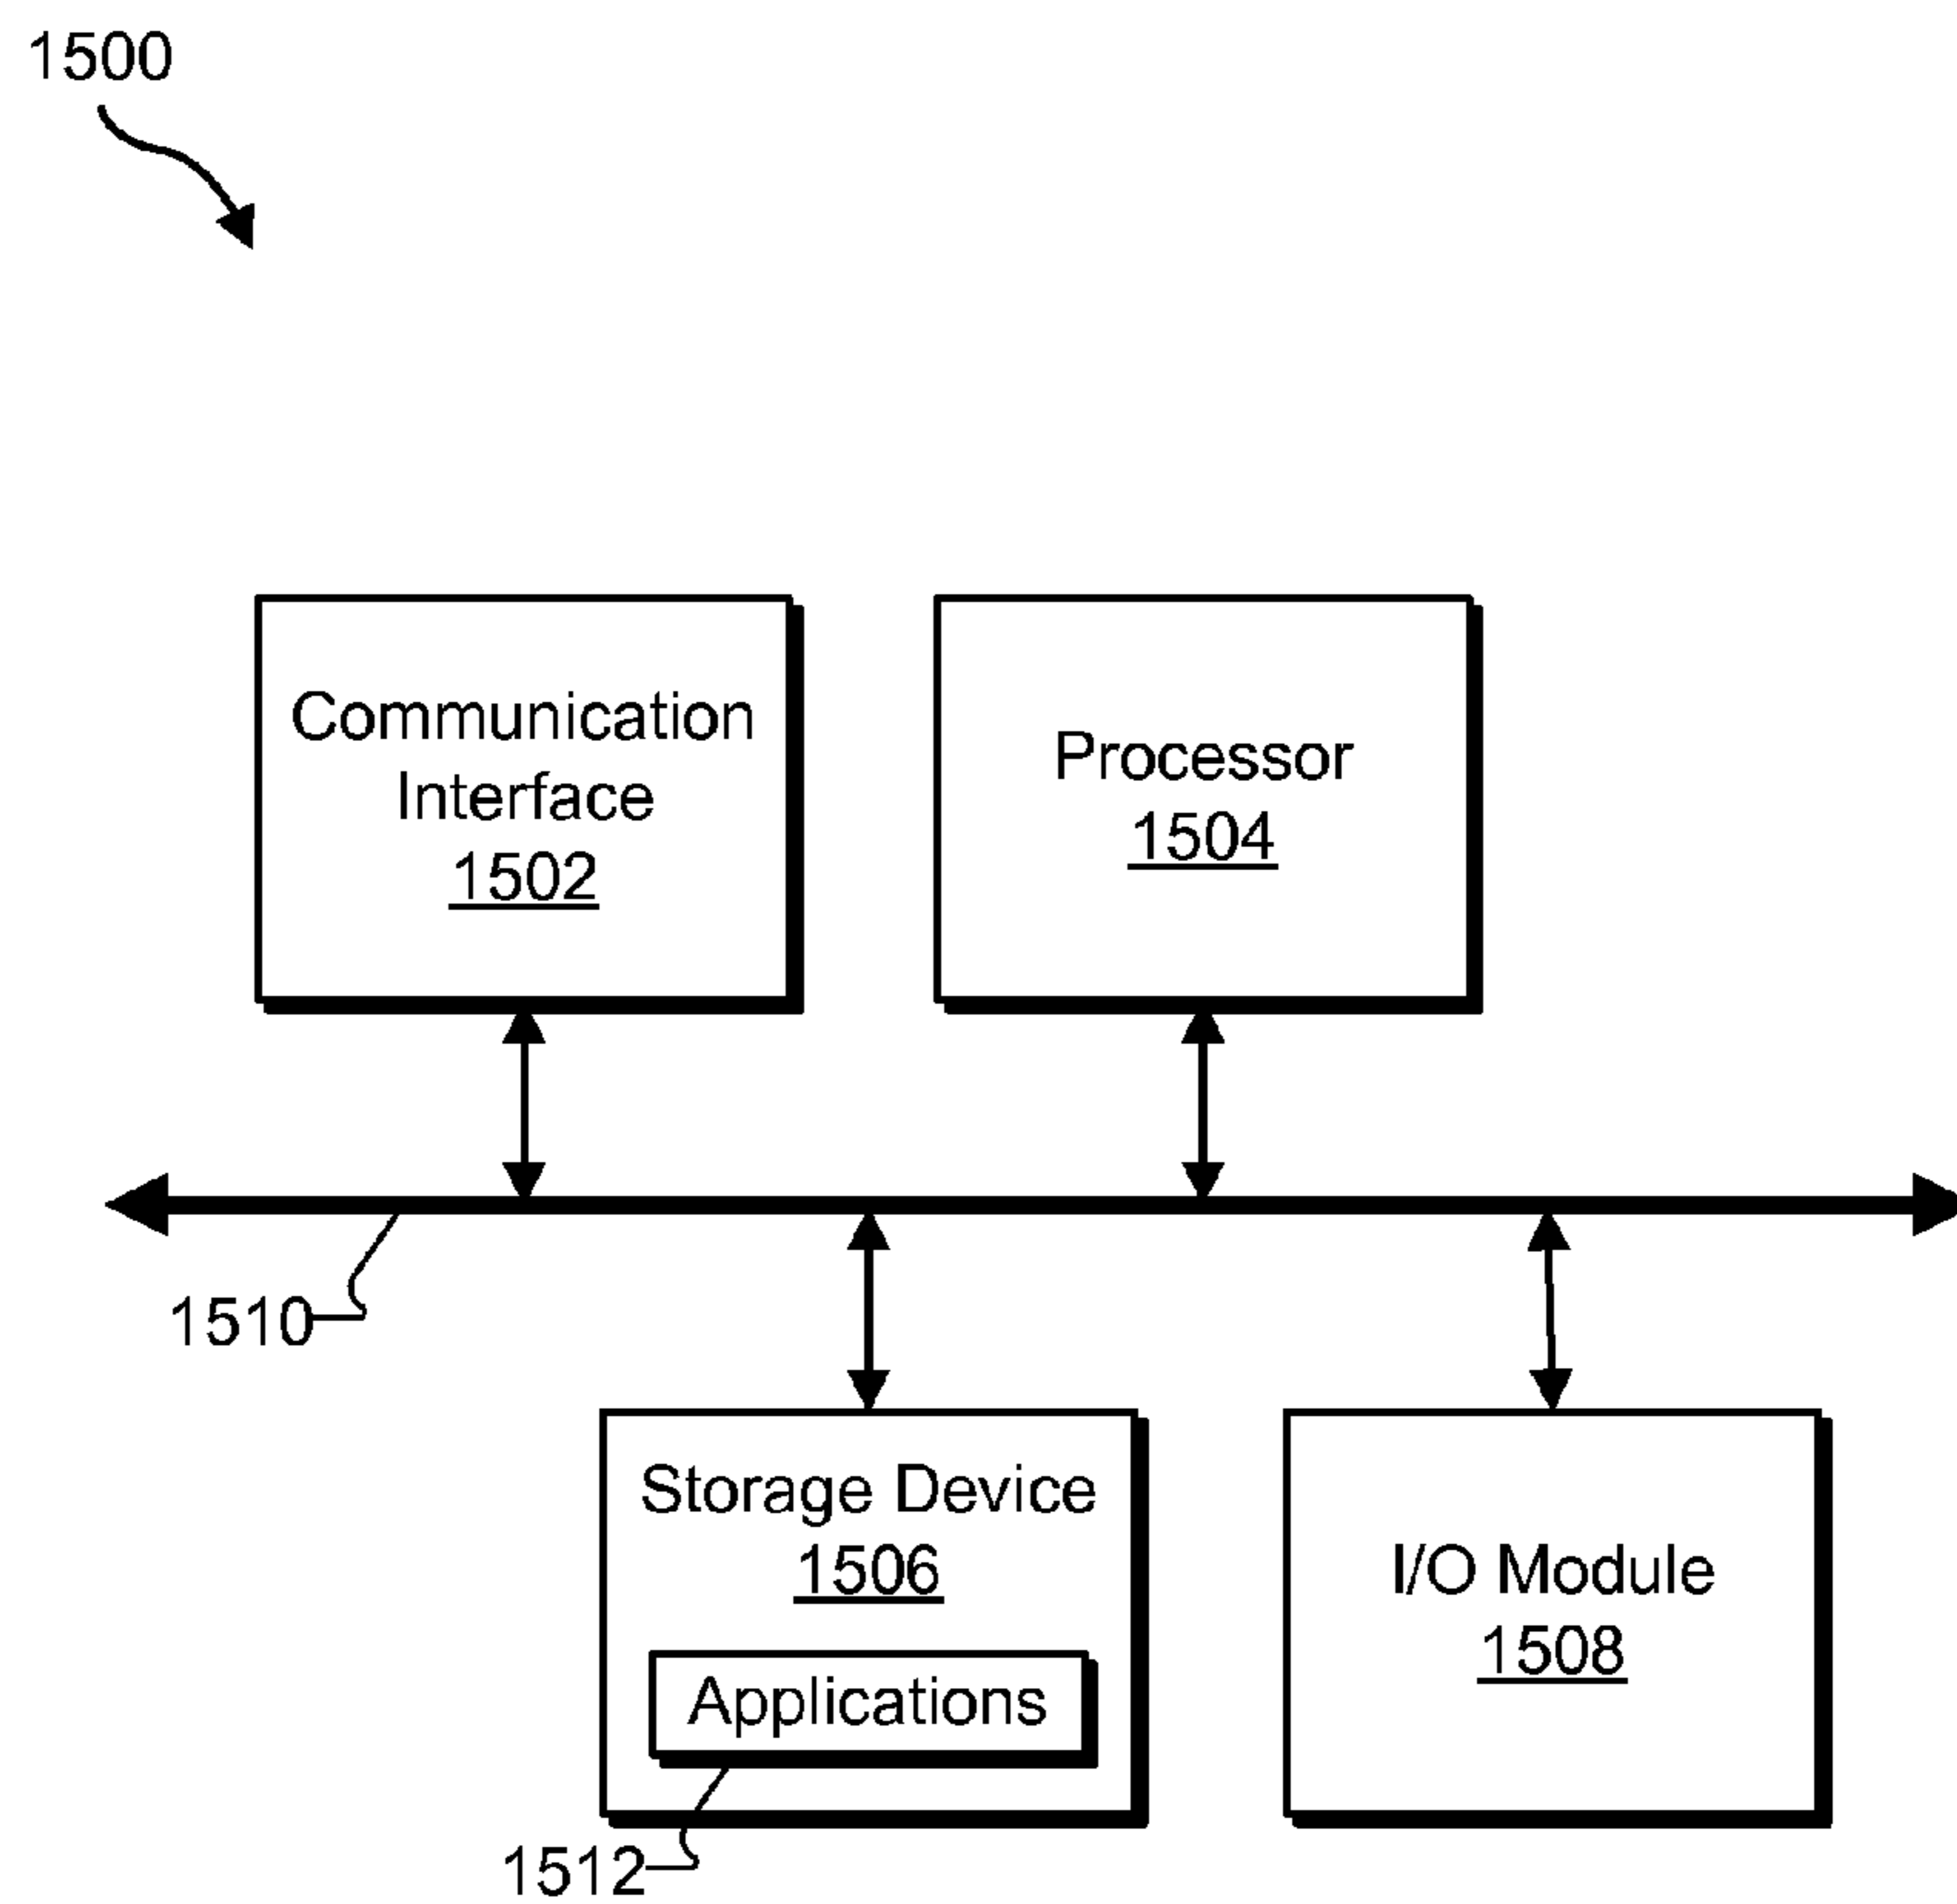 1500
Communication
Interface
1502
Processor
1504
1510
Storage Device
1506
Applications
1512
I/O Module
1508